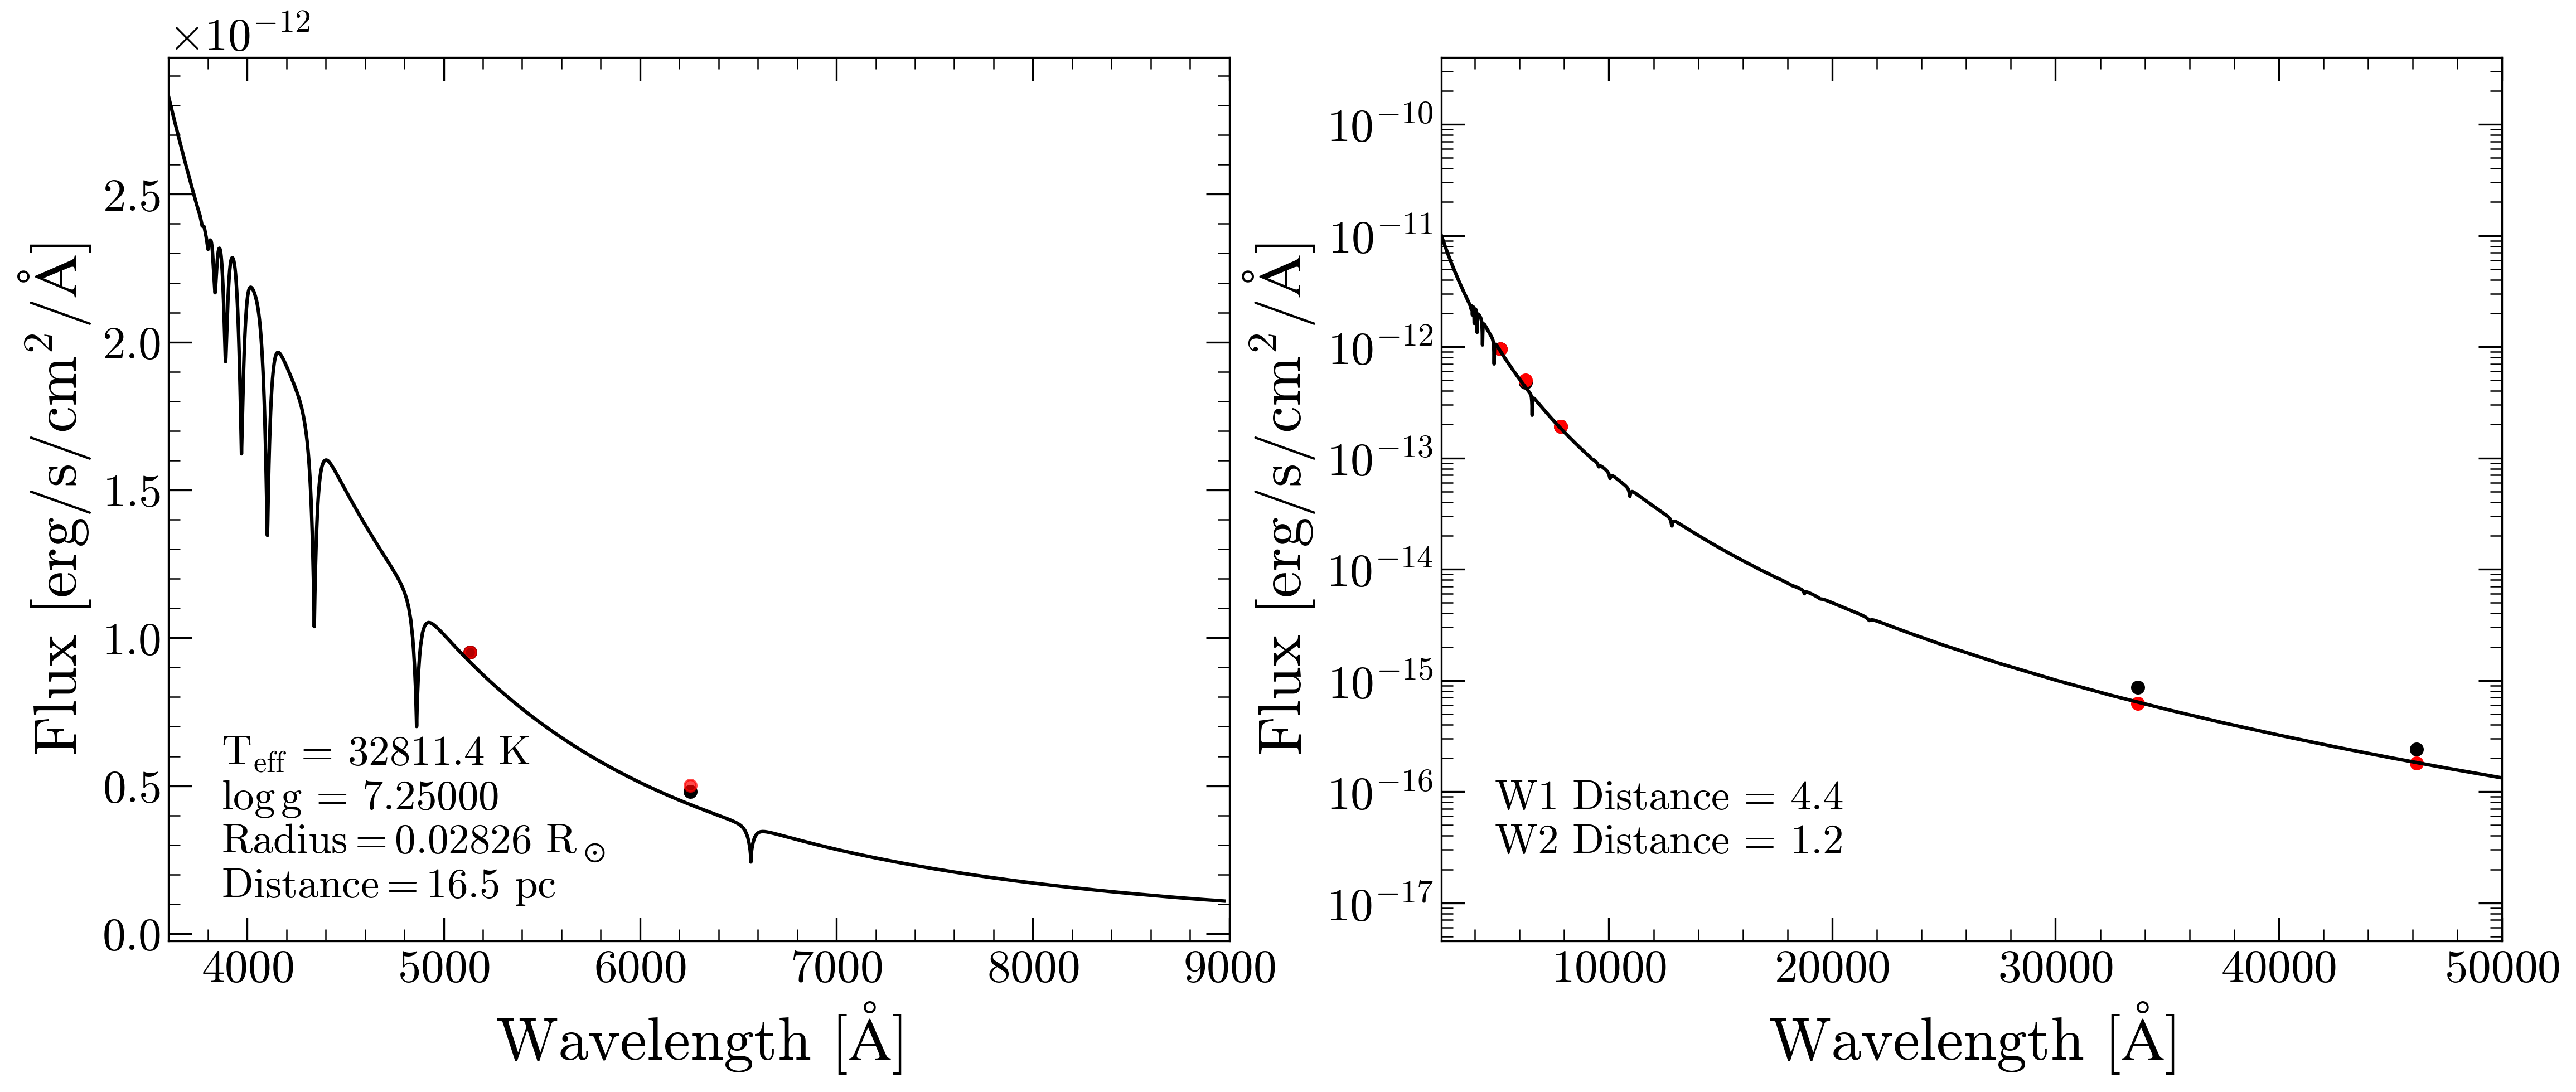 ×10⁻¹²
Flux [erg/s/cm²/Å]
2.5
2.0
1.5
1.0
0.5
0.0
T_eff = 32811.4 K
log g = 7.25000
Radius = 0.02826 R_⊙
Distance = 16.5 pc
4000 5000 6000 7000 8000 9000
Wavelength [Å]
Flux [erg/s/cm²/Å]
10⁻¹⁰
10⁻¹¹
10⁻¹²
10⁻¹³
10⁻¹⁴
10⁻¹⁵
10⁻¹⁶
10⁻¹⁷
W1 Distance = 4.4
W2 Distance = 1.2
10000 20000 30000 40000 50000
Wavelength [Å]